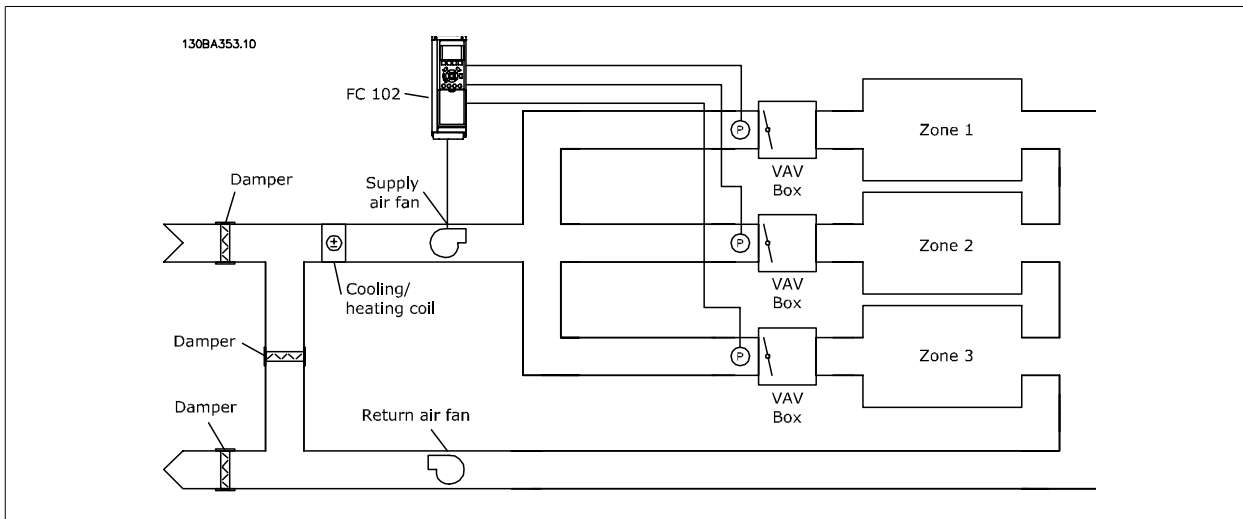 130BA353.10
FC 102
Damper
Supply
air fan
P
VAV
Box
Zone 1
P
VAV
Box
Zone 2
Cooling/
heating coil
Damper
P
VAV
Box
Zone 3
Damper
Return air fan